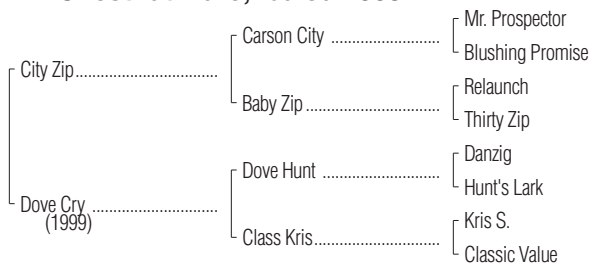 Carson City
Mr. Prospector
Blushing Promise
City Zip
Baby Zip
Relaunch
Thirty Zip
Dove Hunt
Danzig
Hunt's Lark
Dove Cry
(1999)
Class Kris
Kris S.
Classic Value